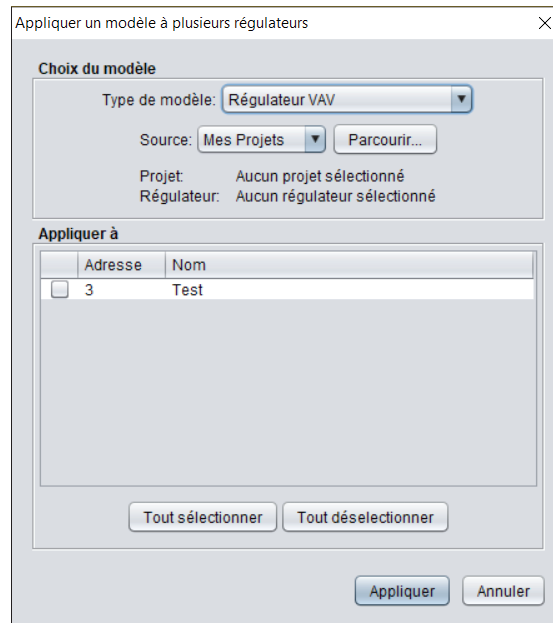 Appliquer un modèle à plusieurs régulateurs
Choix du modèle
Type de modèle: Régulateur VAV
Source: Mes Projets Parcourir...
Projet: Aucun projet sélectionné
Régulateur: Aucun régulateur sélectionné
Appliquer à
Adresse Nom
3 Test
Tout sélectionner Tout déselectionner
Appliquer Annuler